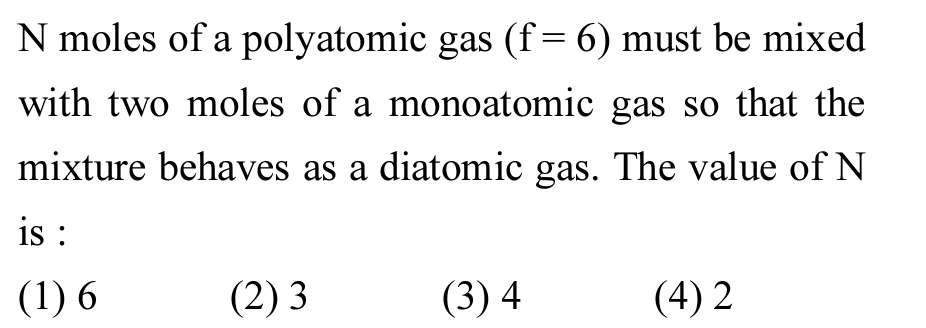 N moles of a polyatomic gas (f = 6) must be mixed
with two moles of a monoatomic gas so that the
mixture behaves as a diatomic gas. The value of N
is :
(1) 6 (2) 3 (3) 4 (4) 2